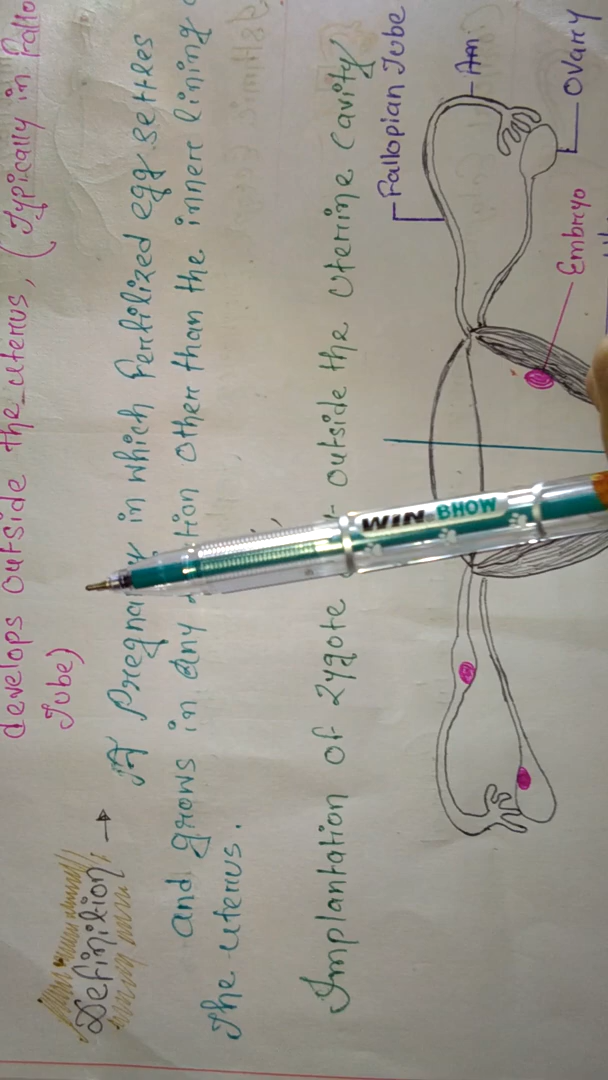 develops outside the uterus, (Typically in Fallo
Tube)
Definition → A Pregna in which Fertilized egg settles
and grows in any tion other than the inner lining
The uterus.
Implantation of zygote outside the uterine cavity
Fallopian Tube
Ovary
Embryo
WIN BHOW